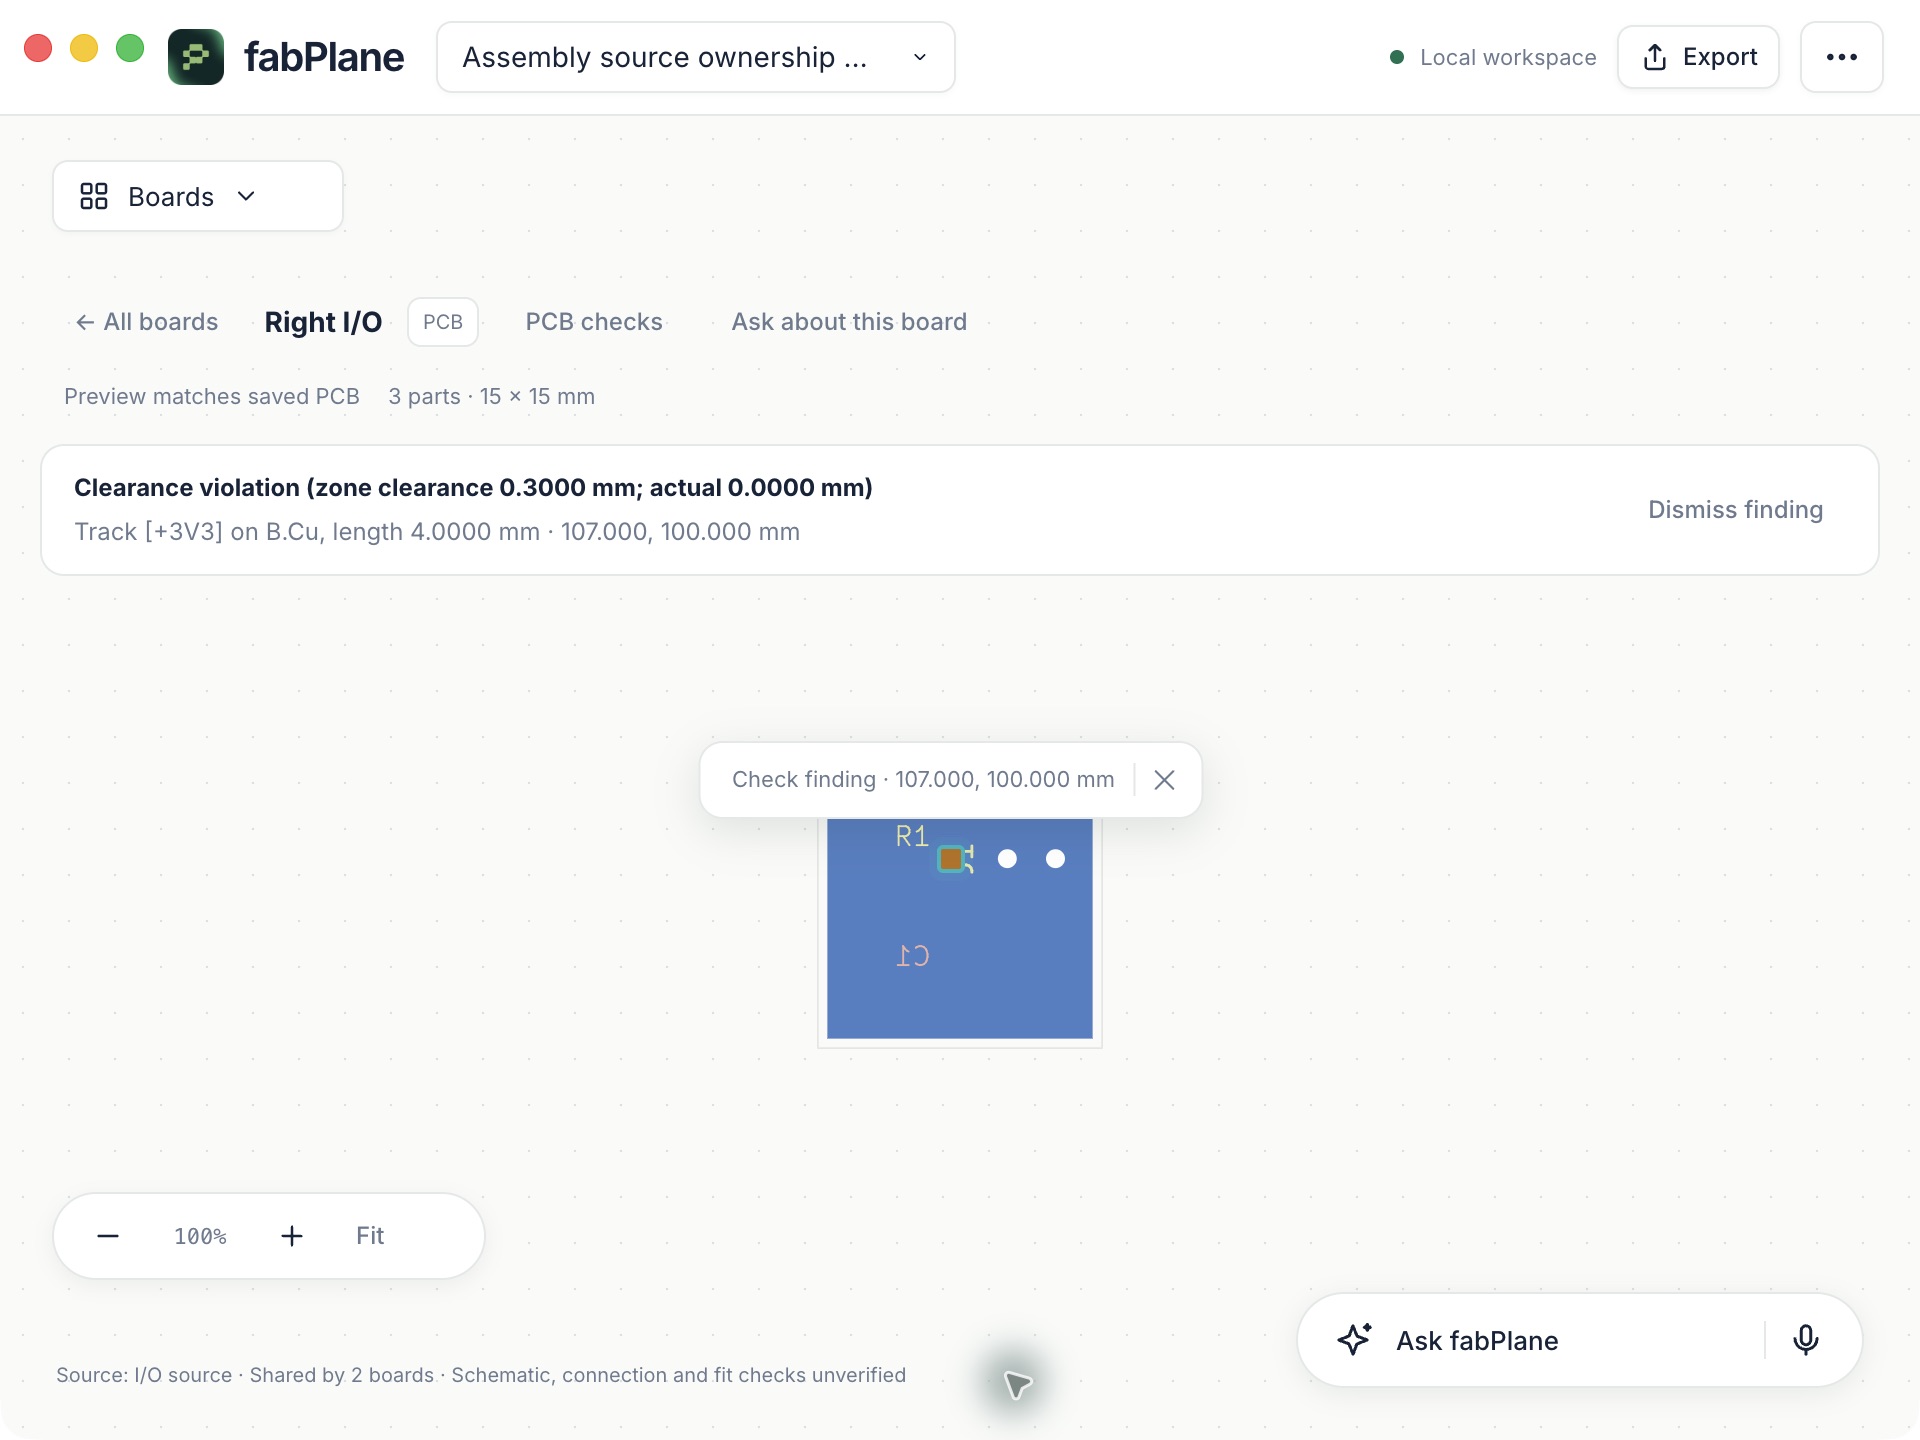 fabPlane
Assembly source ownership ...
Local workspace
Export
Boards
← All boards
Right I/O
PCB
PCB checks
Ask about this board
Preview matches saved PCB 3 parts · 15 × 15 mm
Clearance violation (zone clearance 0.3000 mm; actual 0.0000 mm)
Track [+3V3] on B.Cu, length 4.0000 mm · 107.000, 100.000 mm
Dismiss finding
Check finding · 107.000, 100.000 mm
R1
C1
100%
Fit
Ask fabPlane
Source: I/O source · Shared by 2 boards · Schematic, connection and fit checks unverified